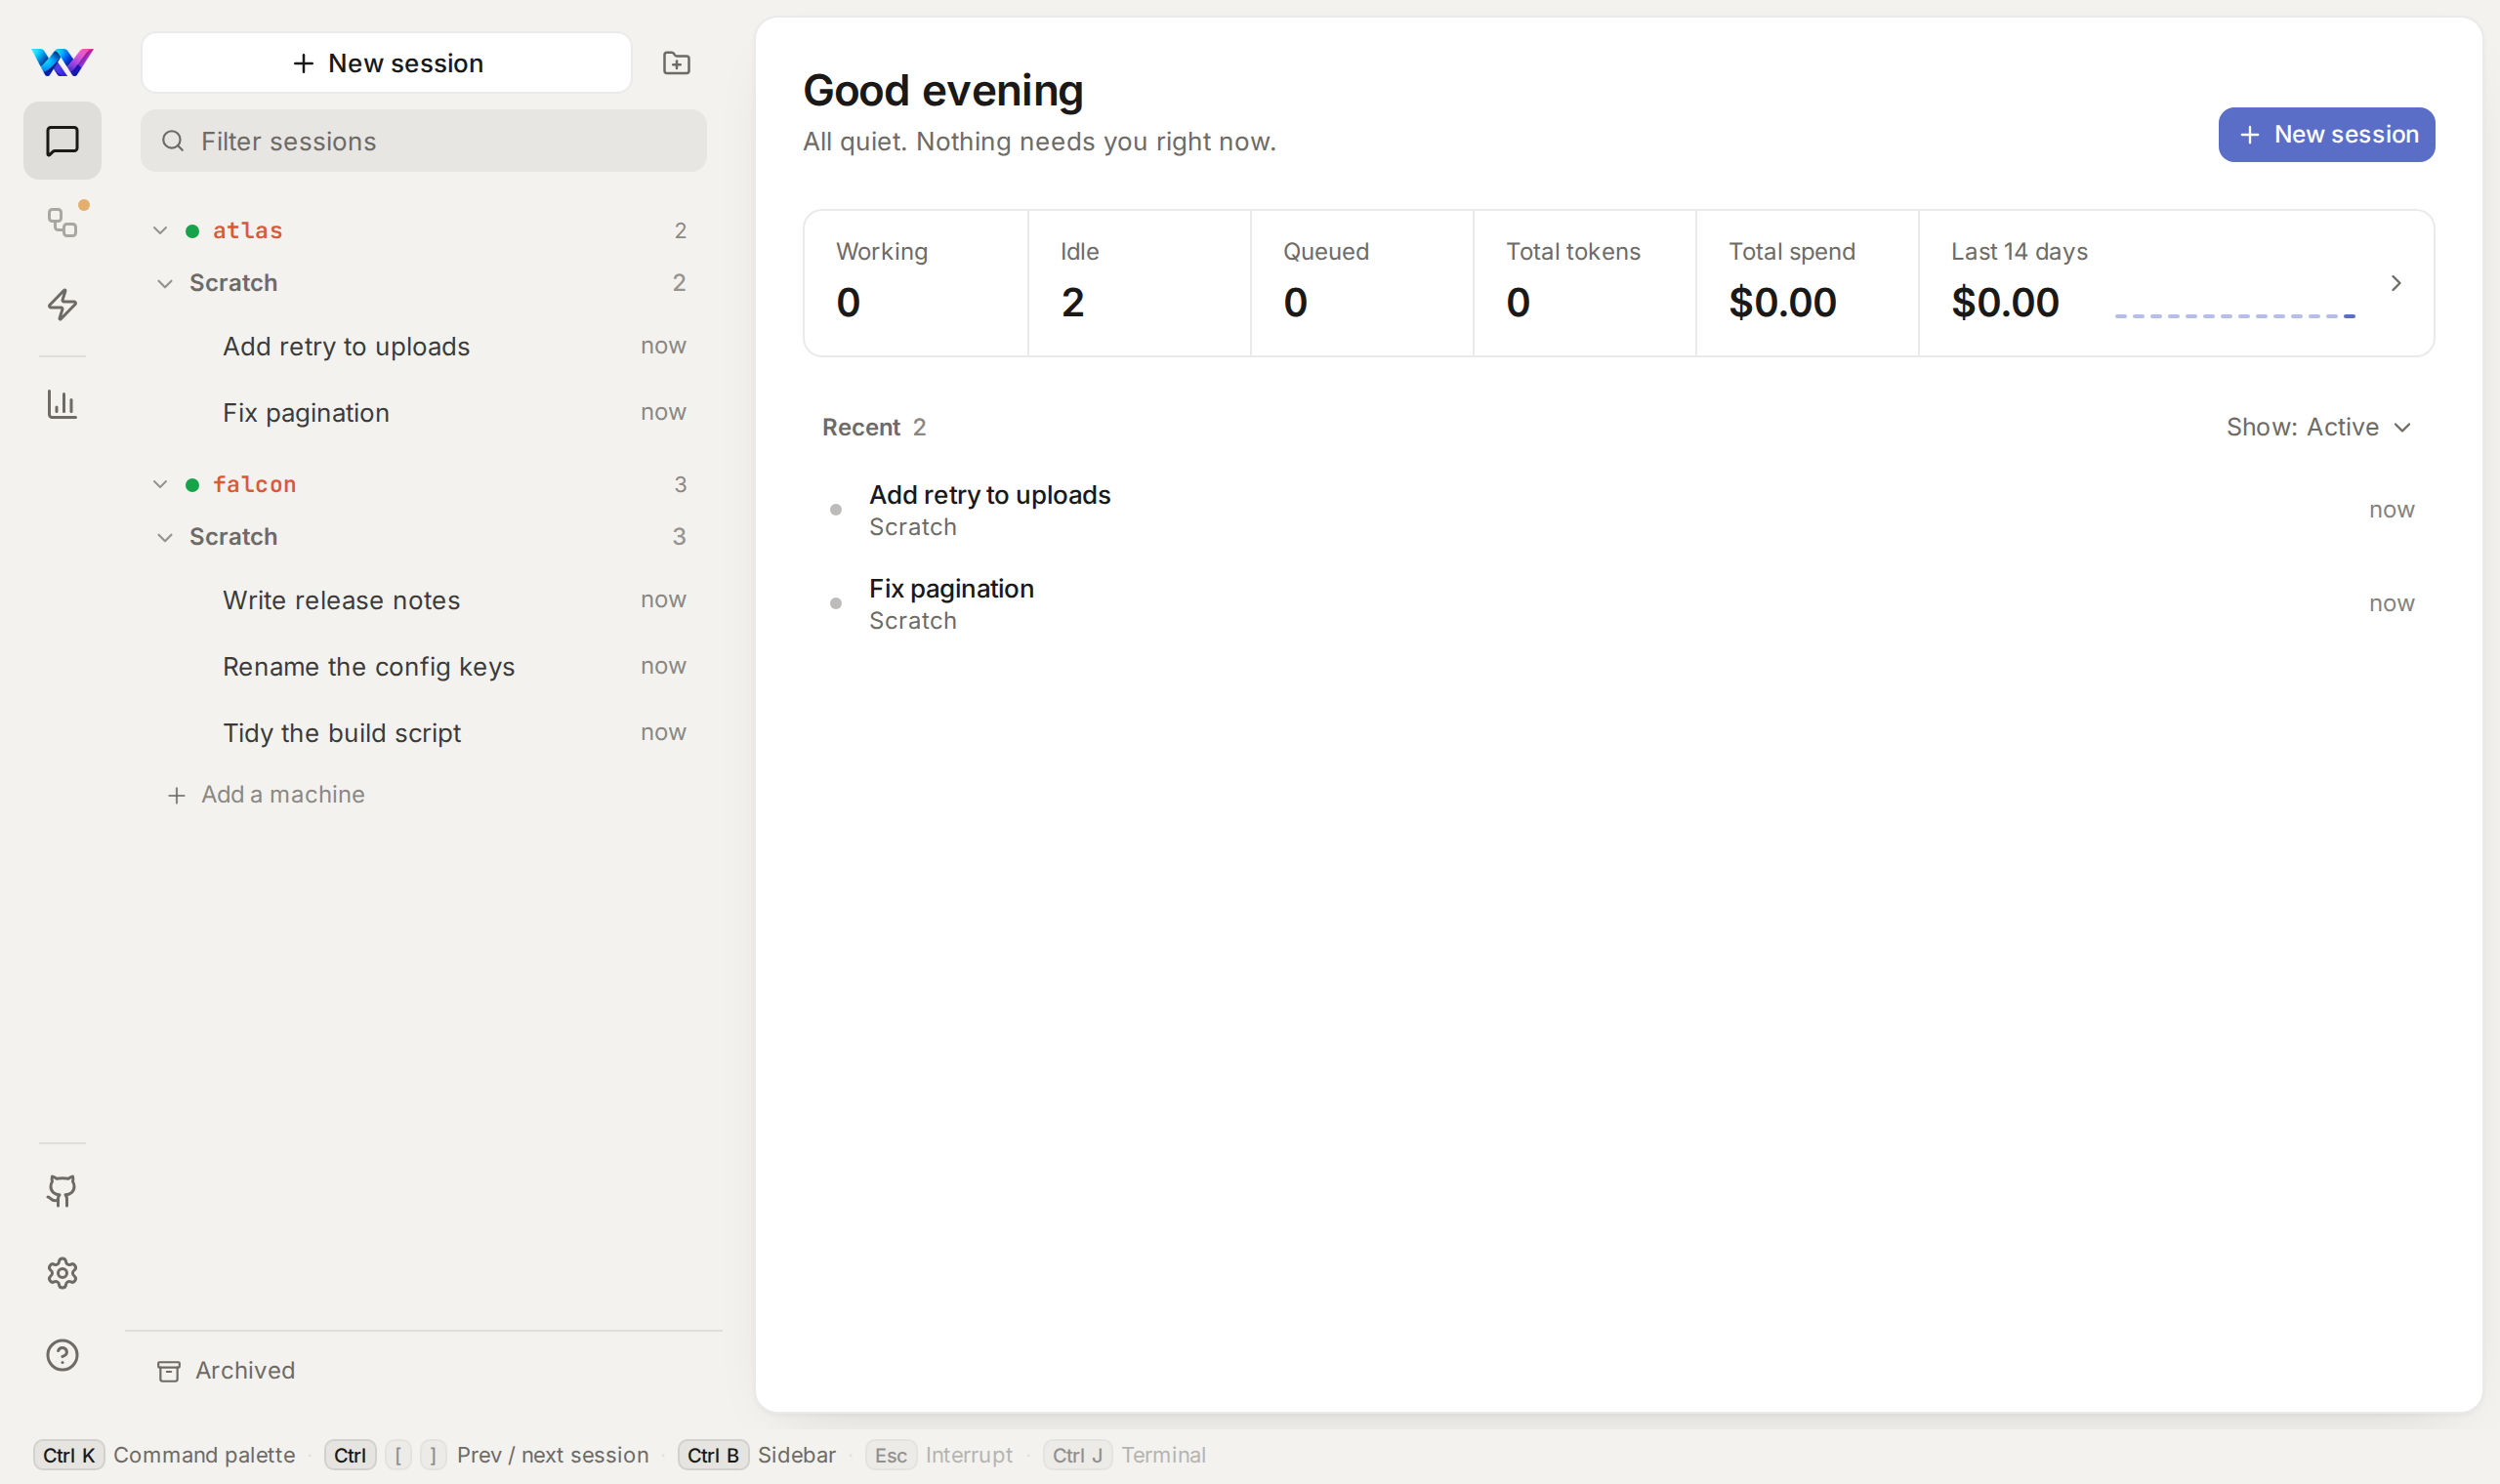 New session
Filter sessions
atlas 2
Scratch 2
Add retry to uploads now
Fix pagination now
falcon 3
Scratch 3
Write release notes now
Rename the config keys now
Tidy the build script now
Add a machine
Archived
Good evening
All quiet. Nothing needs you right now.
New session
Working Idle Queued Total tokens Total spend Last 14 days
0 2 0 0 $0.00 $0.00
Recent 2 Show: Active
Add retry to uploads
Scratch
now
Fix pagination
Scratch
now
Ctrl K Command palette · Ctrl [ ] Prev / next session · Ctrl B Sidebar · Esc Interrupt · Ctrl J Terminal